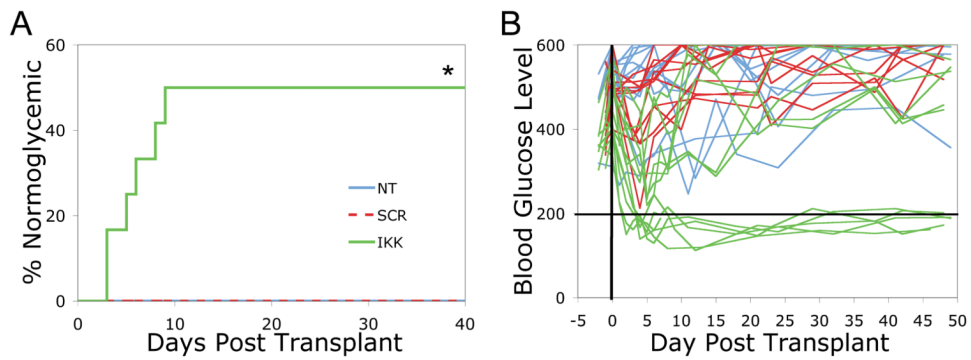 A
% Normoglycemic
60
40
20
0
*
NT
SCR
IKK
0 10 20 30 40
Days Post Transplant
B
Blood Glucose Level
600
400
200
0
-5 0 5 10 15 20 25 30 35 40 45 50
Day Post Transplant